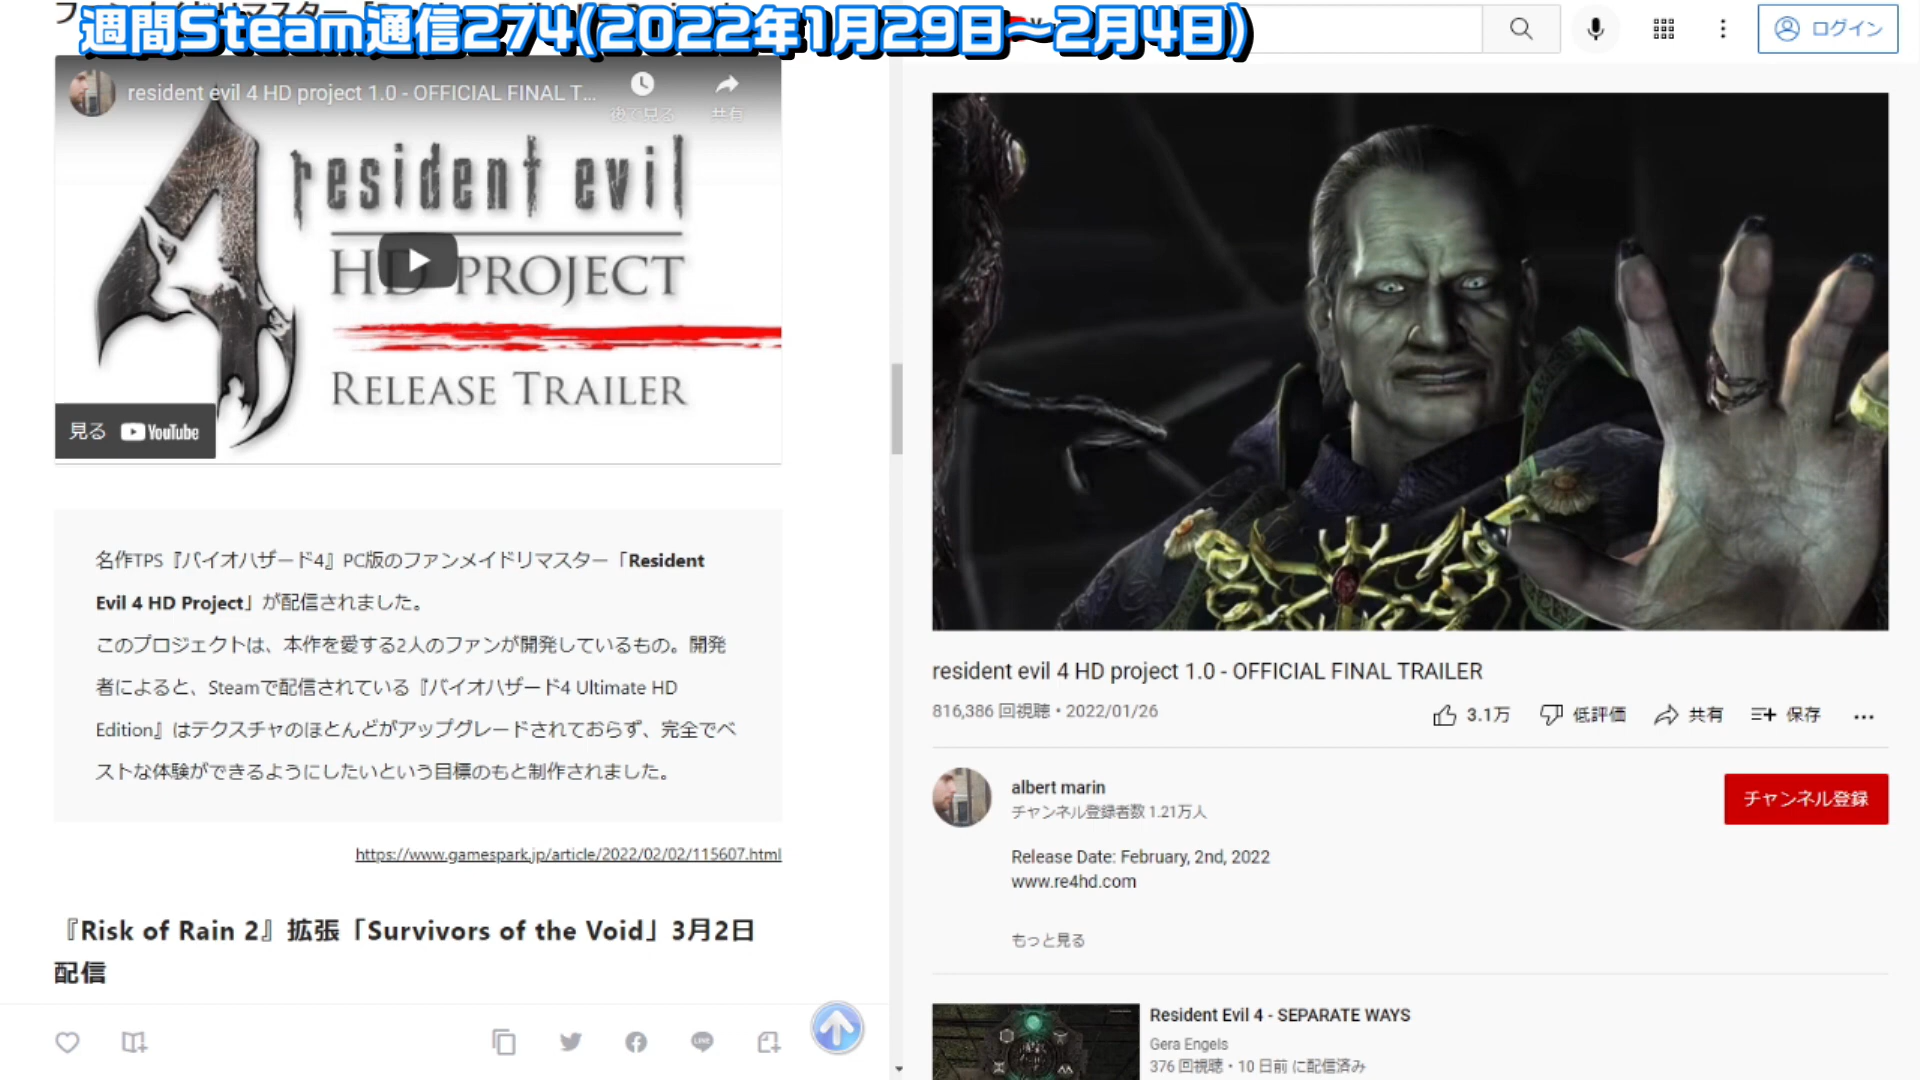 週間Steam通信274(2022年1月29日～2月4日)
ログイン
resident evil 4 HD project 1.0 - OFFICIAL FINAL T...
後で見る
共有
4
resident evil
HD PROJECT
RELEASE TRAILER
見る YouTube
名作TPS『バイオハザード4』PC版のファンメイドリマスター「Resident
Evil 4 HD Project」が配信されました。
このプロジェクトは、本作を愛する2人のファンが開発しているもの。開発
者によると、Steamで配信されている『バイオハザード4 Ultimate HD
Edition』はテクスチャのほとんどがアップグレードされておらず、完全でベ
ストな体験ができるようにしたいという目標のもと制作されました。
https://www.gamespark.jp/article/2022/02/02/115607.html
『Risk of Rain 2』拡張「Survivors of the Void」3月2日
配信
LINE
resident evil 4 HD project 1.0 - OFFICIAL FINAL TRAILER
816,386 回視聴・2022/01/26
3.1万
低評価
共有
保存
albert marin
チャンネル登録者数 1.21万人
チャンネル登録
Release Date: February, 2nd, 2022
www.re4hd.com
もっと見る
Resident Evil 4 - SEPARATE WAYS
Gera Engels
376 回視聴・10 日前 に配信済み